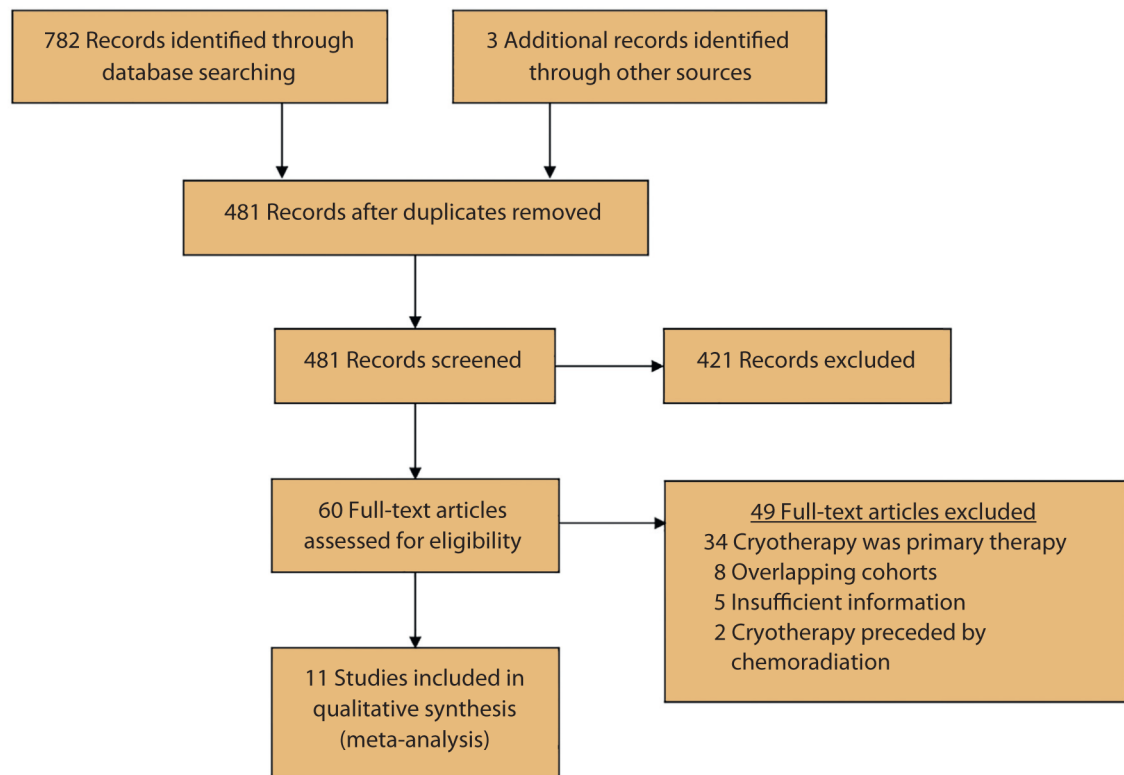 782 Records identified through
database searching
3 Additional records identified
through other sources
481 Records after duplicates removed
481 Records screened
421 Records excluded
60 Full-text articles
assessed for eligibility
49 Full-text articles excluded
34 Cryotherapy was primary therapy
8 Overlapping cohorts
5 Insufficient information
2 Cryotherapy preceded by
chemoradiation
11 Studies included in
qualitative synthesis
(meta-analysis)